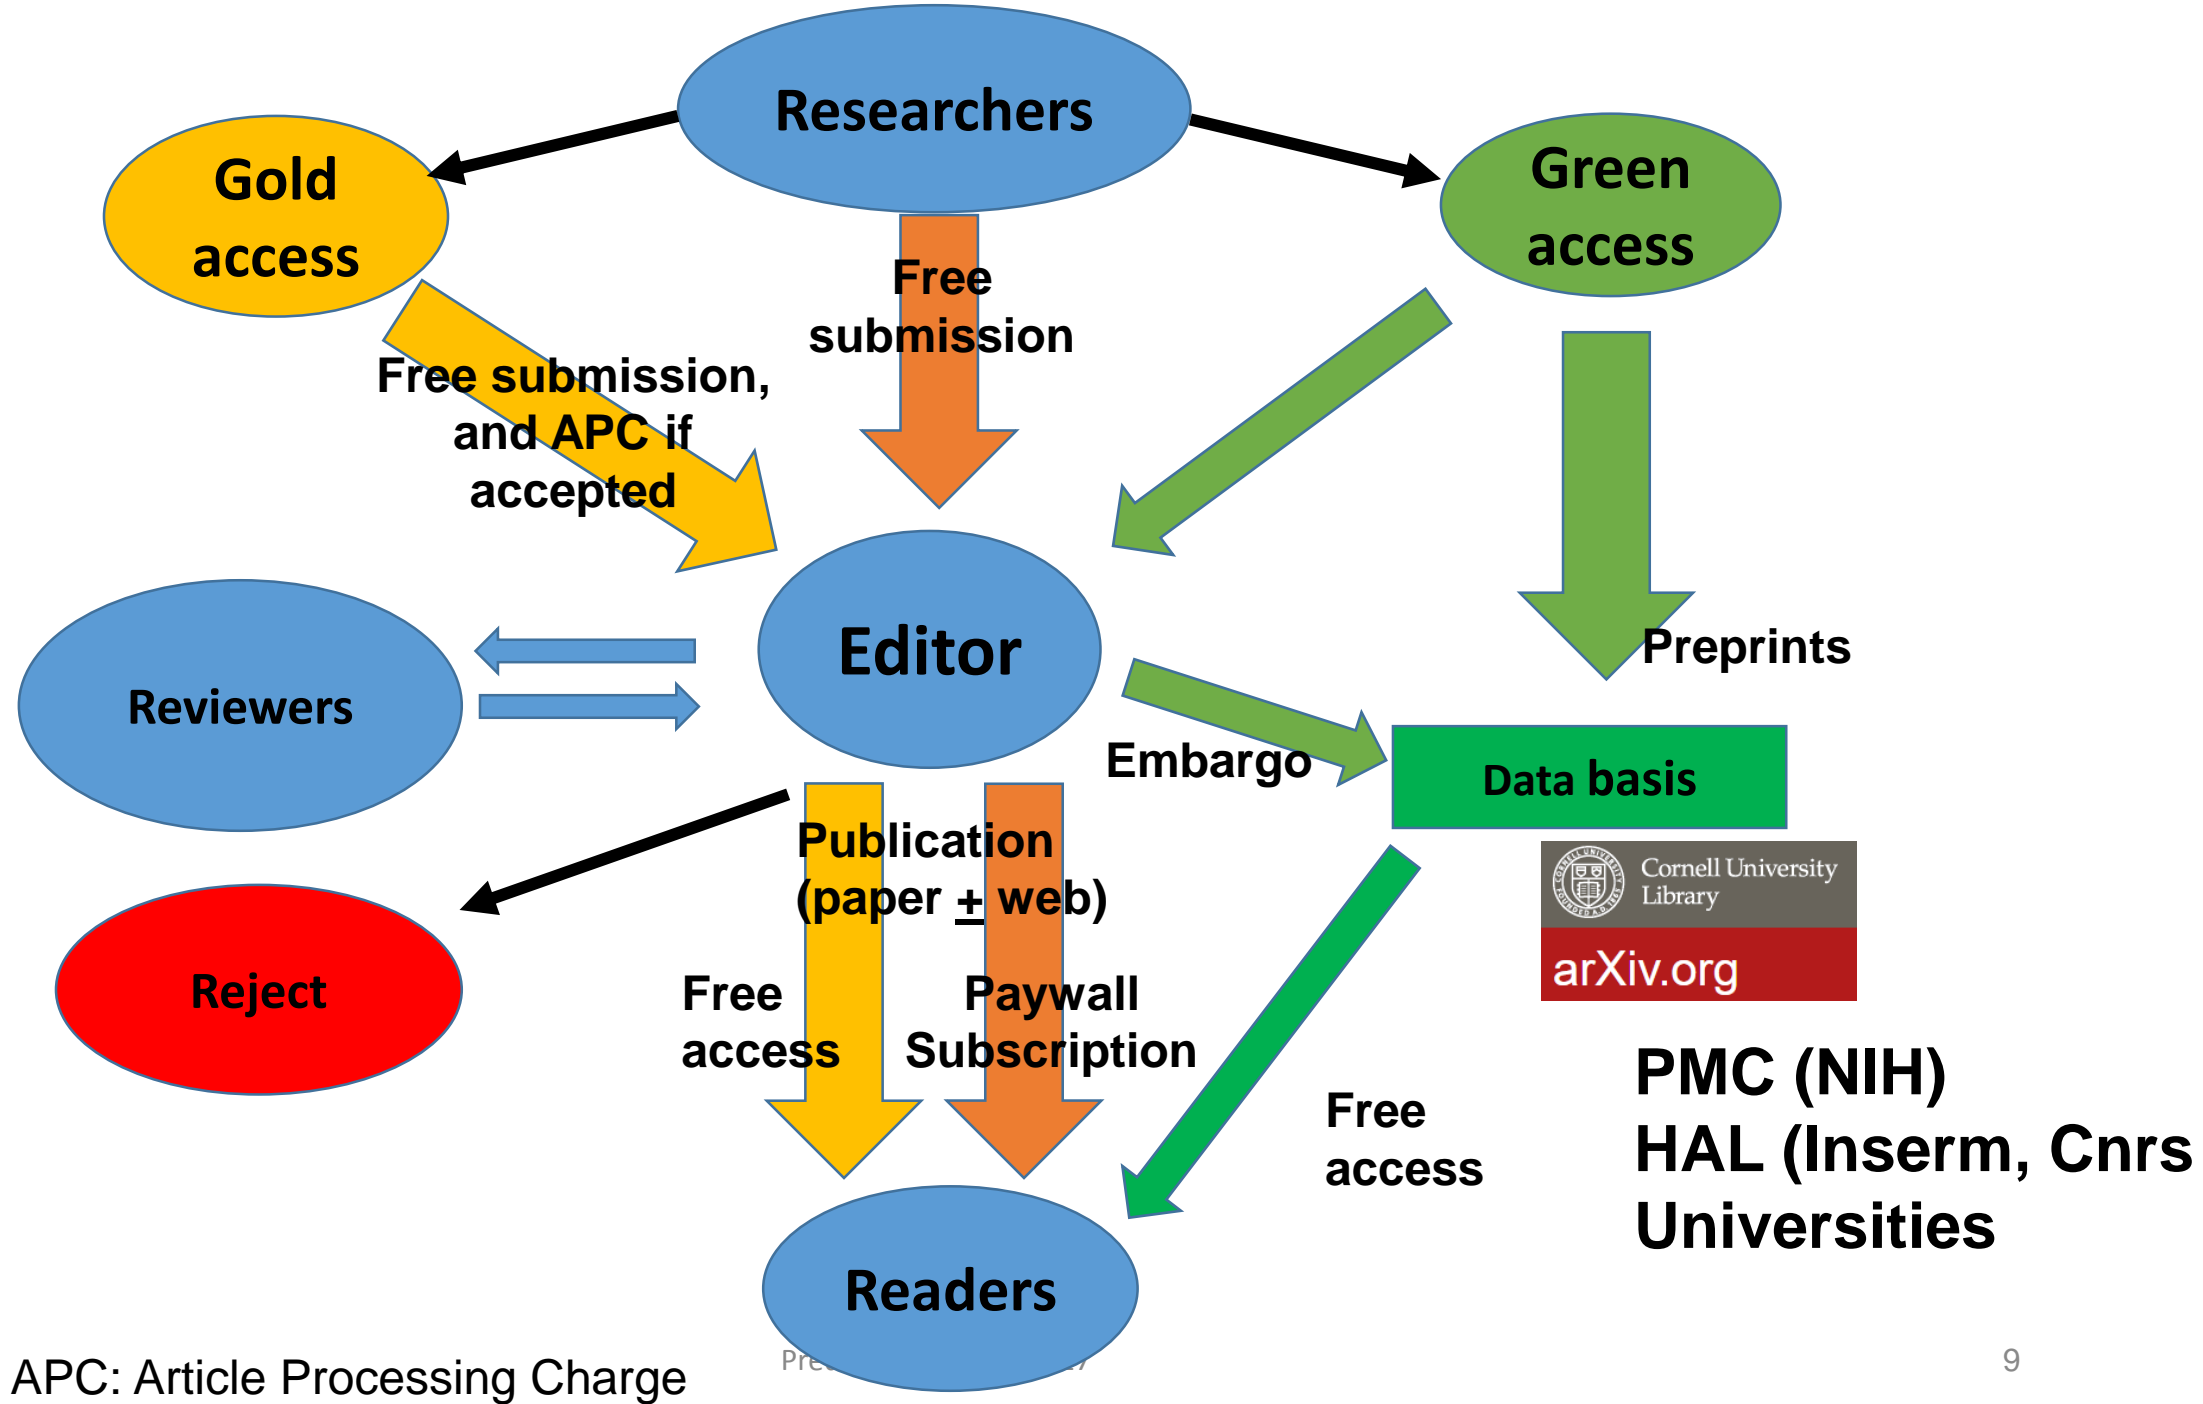 Researchers
Gold
access
Green
access
Free
submission
Free submission,
and APC if
accepted
Editor
Reviewers
Preprints
Embargo
Data basis
Publication
(paper + web)
Cornell University
Library
arXiv.org
Reject
Free
access
Paywall
Subscription
Free
access
PMC (NIH)
HAL (Inserm, Cnrs
Universities
Readers
APC: Article Processing Charge
9